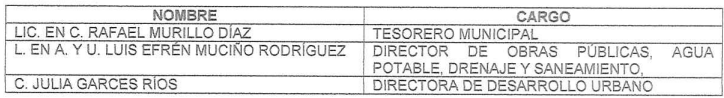 NOMBRE CARGO
LIC. EN C. RAFAEL MURILLO DÍAZ TESORERO MUNICIPAL
L. EN A. Y U. LUIS EFRÉN MUCIÑO RODRÍGUEZ DIRECTOR DE OBRAS PÚBLICAS, AGUA
POTABLE, DRENAJE Y SANEAMIENTO,
C. JULIA GARCES RÍOS DIRECTORA DE DESARROLLO URBANO